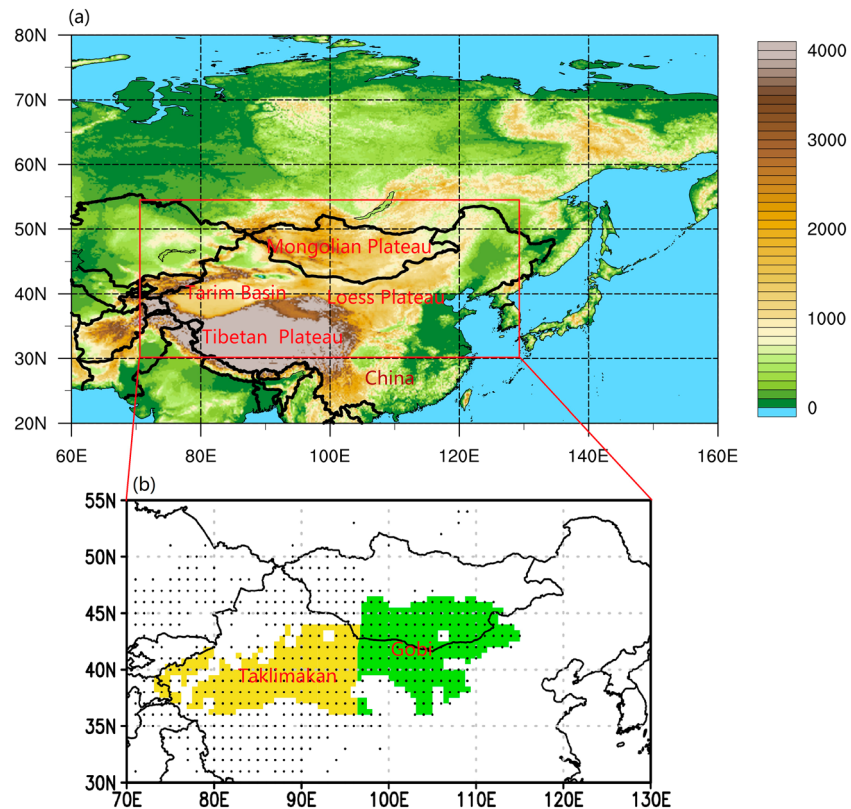 (a)
80N
70N
60N
50N
40N
30N
20N
60E 80E 100E 120E 140E 160E
4000
3000
2000
1000
0
Mongolian Plateau
Tarim Basin
Loess Plateau
Tibetan Plateau
China
(b)
55N
50N
45N
40N
35N
30N
70E 80E 90E 100E 110E 120E 130E
Gobi
Taklimakan